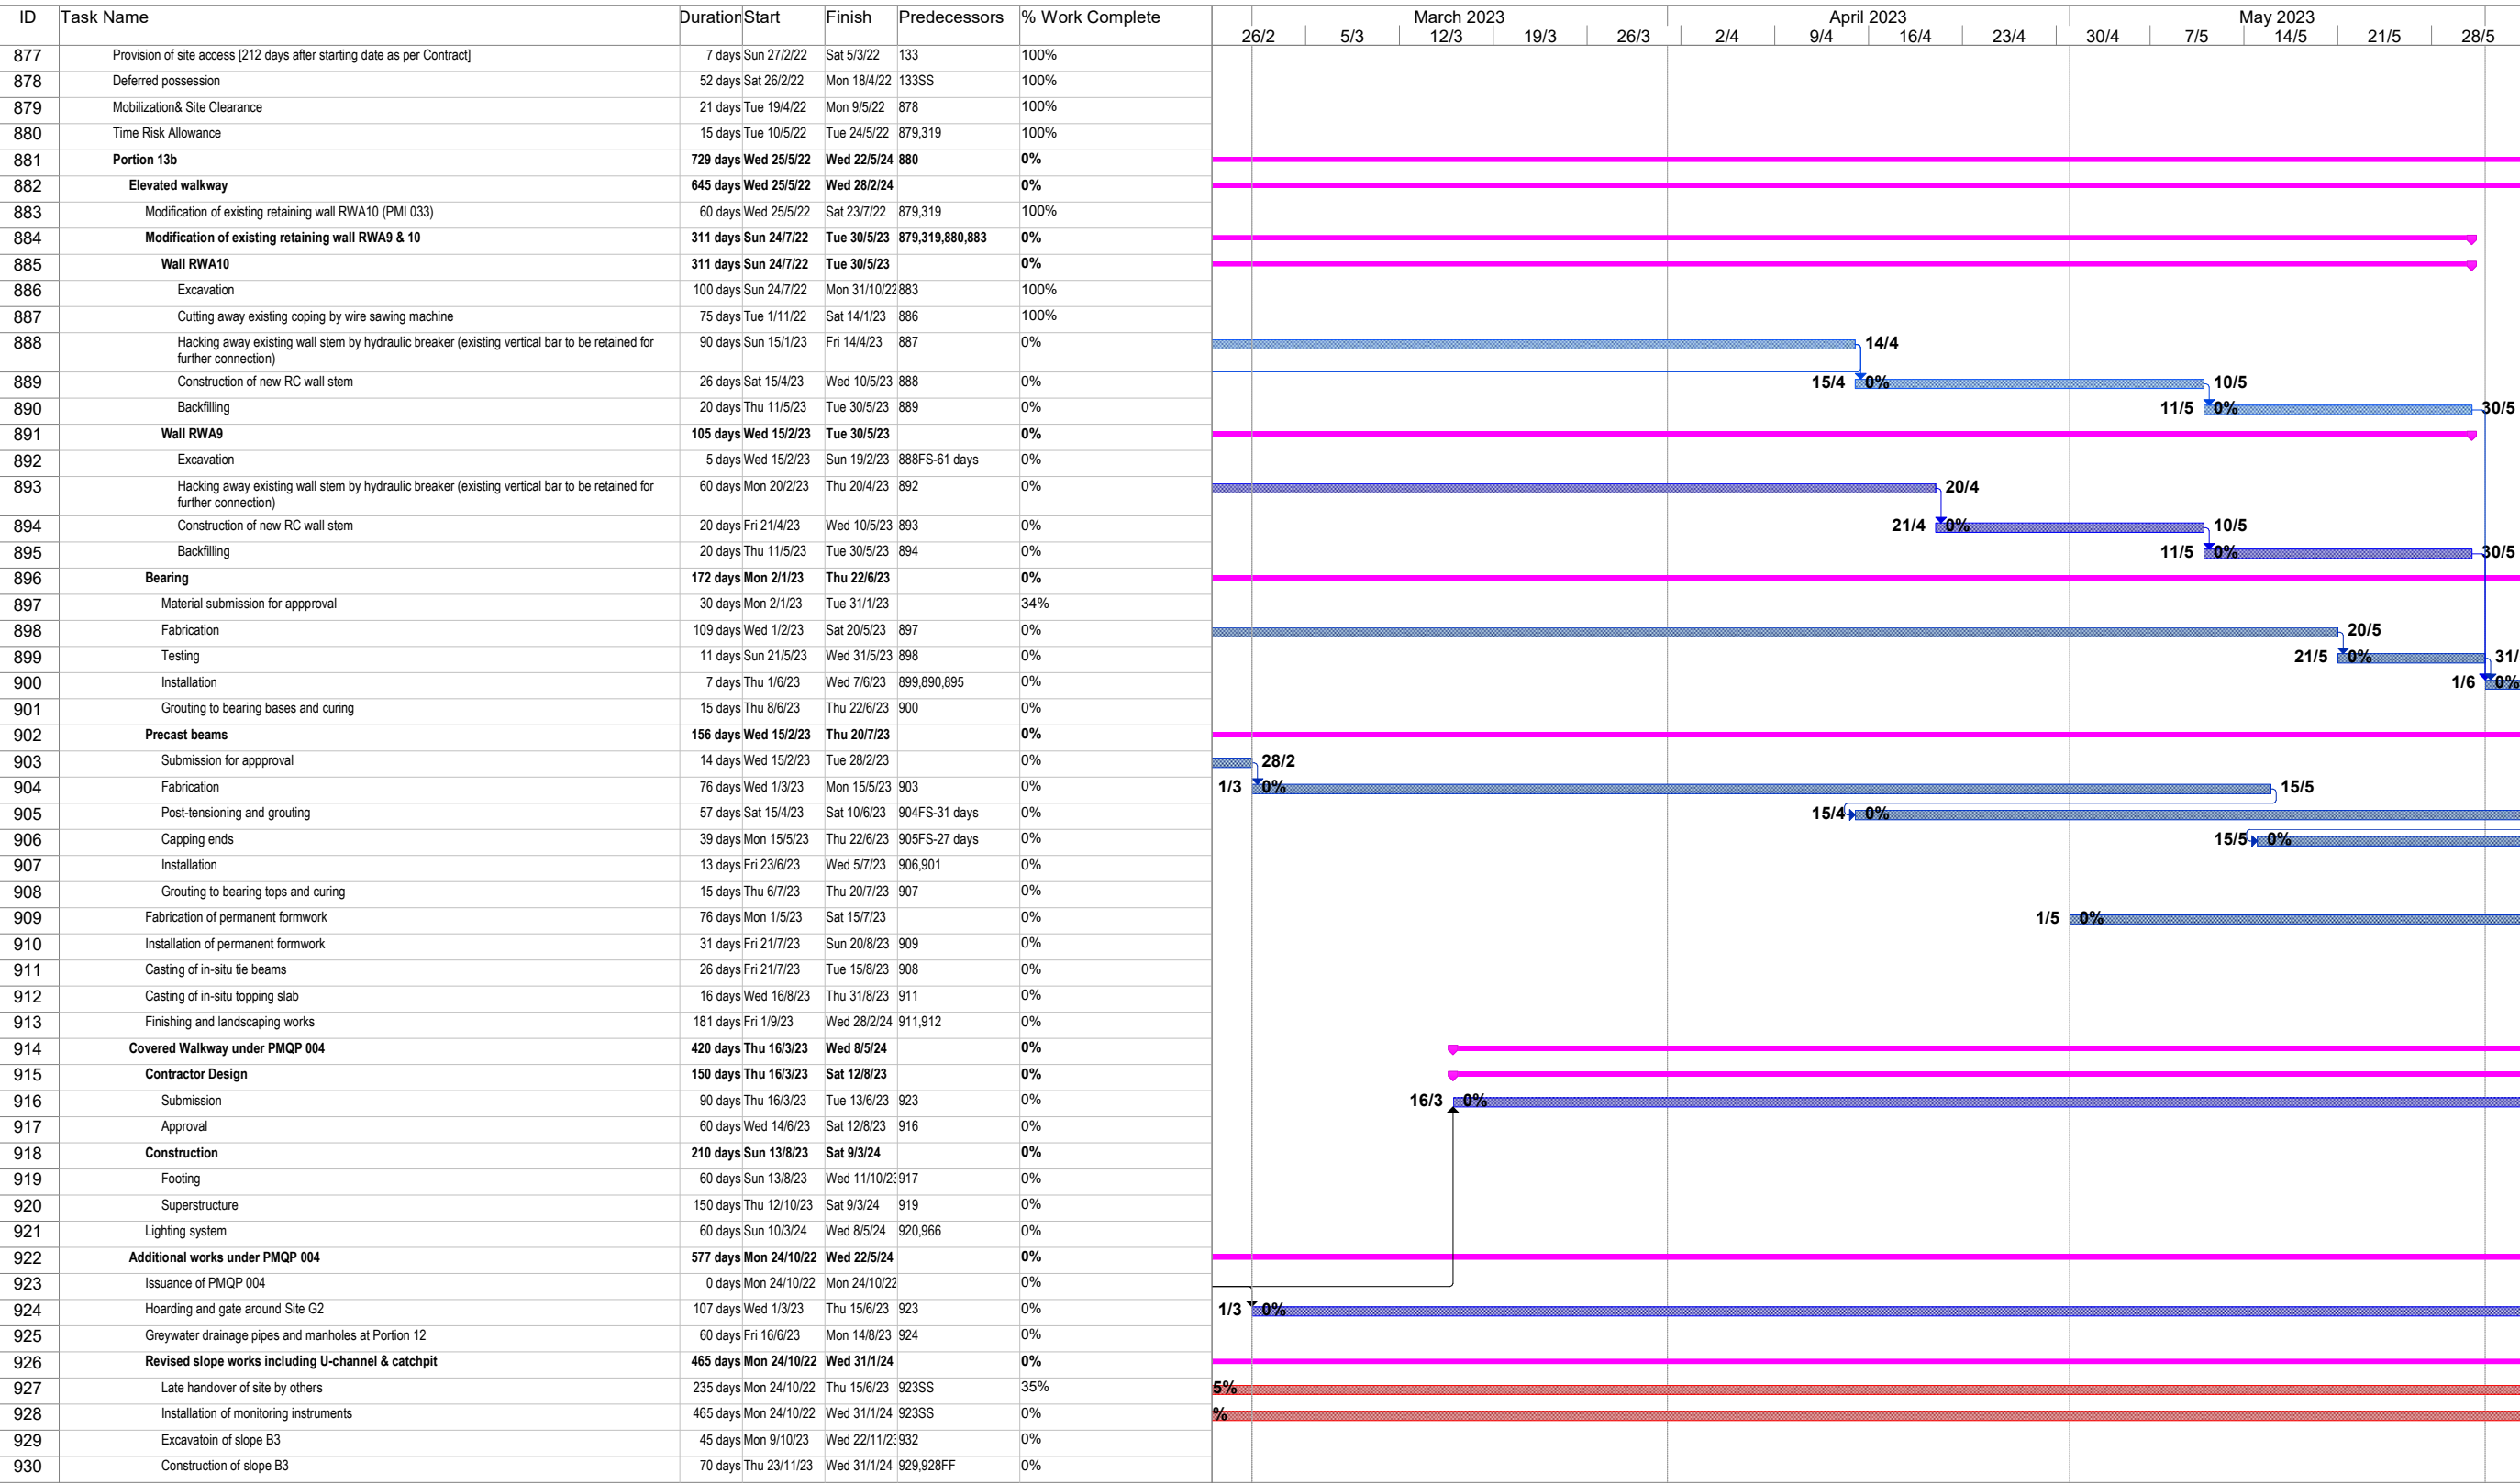 ID Task Name Duration Start Finish Predecessors % Work Complete March 2023 April 2023 May 2023
26/2 5/3 12/3 19/3 26/3 2/4 9/4 16/4 23/4 30/4 7/5 14/5 21/5 28/5
877 Provision of site access [212 days after starting date as per Contract] 7 days Sun 27/2/22 Sat 5/3/22 133 100%
878 Deferred possession 52 days Sat 26/2/22 Mon 18/4/22 133SS 100%
879 Mobilization& Site Clearance 21 days Tue 19/4/22 Mon 9/5/22 878 100%
880 Time Risk Allowance 15 days Tue 10/5/22 Tue 24/5/22 879,319 100%
881 Portion 13b 729 days Wed 25/5/22 Wed 22/5/24 880 0%
882 Elevated walkway 645 days Wed 25/5/22 Wed 28/2/24 0%
883 Modification of existing retaining wall RWA10 (PMI 033) 60 days Wed 25/5/22 Sat 23/7/22 879,319 100%
884 Modification of existing retaining wall RWA9 & 10 311 days Sun 24/7/22 Tue 30/5/23 879,319,880,883 0%
885 Wall RWA10 311 days Sun 24/7/22 Tue 30/5/23 0%
886 Excavation 100 days Sun 24/7/22 Mon 31/10/22 883 100%
887 Cutting away existing coping by wire sawing machine 75 days Tue 1/11/22 Sat 14/1/23 886 100%
888 Hacking away existing wall stem by hydraulic breaker (existing vertical bar to be retained for 90 days Sun 15/1/23 Fri 14/4/23 887 0% 14/4
further connection)
889 Construction of new RC wall stem 26 days Sat 15/4/23 Wed 10/5/23 888 0% 15/4 0% 10/5
890 Backfilling 20 days Thu 11/5/23 Tue 30/5/23 889 0% 11/5 0% 30/5
891 Wall RWA9 105 days Wed 15/2/23 Tue 30/5/23 0%
892 Excavation 5 days Wed 15/2/23 Sun 19/2/23 888FS-61 days 0%
893 Hacking away existing wall stem by hydraulic breaker (existing vertical bar to be retained for 60 days Mon 20/2/23 Thu 20/4/23 892 0% 20/4
further connection)
894 Construction of new RC wall stem 20 days Fri 21/4/23 Wed 10/5/23 893 0% 21/4 0% 10/5
895 Backfilling 20 days Thu 11/5/23 Tue 30/5/23 894 0% 11/5 0% 30/5
896 Bearing 172 days Mon 2/1/23 Thu 22/6/23 0%
897 Material submission for appproval 30 days Mon 2/1/23 Tue 31/1/23 34%
898 Fabrication 109 days Wed 1/2/23 Sat 20/5/23 897 0% 20/5
899 Testing 11 days Sun 21/5/23 Wed 31/5/23 898 0% 21/5 0% 31/
900 Installation 7 days Thu 1/6/23 Wed 7/6/23 899,890,895 0% 1/6 0%
901 Grouting to bearing bases and curing 15 days Thu 8/6/23 Thu 22/6/23 900 0%
902 Precast beams 156 days Wed 15/2/23 Thu 20/7/23 0%
903 Submission for appproval 14 days Wed 15/2/23 Tue 28/2/23 0% 28/2
904 Fabrication 76 days Wed 1/3/23 Mon 15/5/23 903 0% 1/3 0% 15/5
905 Post-tensioning and grouting 57 days Sat 15/4/23 Sat 10/6/23 904FS-31 days 0% 15/4 0%
906 Capping ends 39 days Mon 15/5/23 Thu 22/6/23 905FS-27 days 0% 15/5 0%
907 Installation 13 days Fri 23/6/23 Wed 5/7/23 906,901 0%
908 Grouting to bearing tops and curing 15 days Thu 6/7/23 Thu 20/7/23 907 0%
909 Fabrication of permanent formwork 76 days Mon 1/5/23 Sat 15/7/23 0% 1/5 0%
910 Installation of permanent formwork 31 days Fri 21/7/23 Sun 20/8/23 909 0%
911 Casting of in-situ tie beams 26 days Fri 21/7/23 Tue 15/8/23 908 0%
912 Casting of in-situ topping slab 16 days Wed 16/8/23 Thu 31/8/23 911 0%
913 Finishing and landscaping works 181 days Fri 1/9/23 Wed 28/2/24 911,912 0%
914 Covered Walkway under PMQP 004 420 days Thu 16/3/23 Wed 8/5/24 0%
915 Contractor Design 150 days Thu 16/3/23 Sat 12/8/23 0%
916 Submission 90 days Thu 16/3/23 Tue 13/6/23 923 0% 16/3 0%
917 Approval 60 days Wed 14/6/23 Sat 12/8/23 916 0%
918 Construction 210 days Sun 13/8/23 Sat 9/3/24 0%
919 Footing 60 days Sun 13/8/23 Wed 11/10/23 917 0%
920 Superstructure 150 days Thu 12/10/23 Sat 9/3/24 919 0%
921 Lighting system 60 days Sun 10/3/24 Wed 8/5/24 920,966 0%
922 Additional works under PMQP 004 577 days Mon 24/10/22 Wed 22/5/24 0%
923 Issuance of PMQP 004 0 days Mon 24/10/22 Mon 24/10/22 0%
924 Hoarding and gate around Site G2 107 days Wed 1/3/23 Thu 15/6/23 923 0% 1/3 0%
925 Greywater drainage pipes and manholes at Portion 12 60 days Fri 16/6/23 Mon 14/8/23 924 0%
926 Revised slope works including U-channel & catchpit 465 days Mon 24/10/22 Wed 31/1/24 0%
927 Late handover of site by others 235 days Mon 24/10/22 Thu 15/6/23 923SS 35% 5%
928 Installation of monitoring instruments 465 days Mon 24/10/22 Wed 31/1/24 923SS 0% %
929 Excavatoin of slope B3 45 days Mon 9/10/23 Wed 22/11/23 932 0%
930 Construction of slope B3 70 days Thu 23/11/23 Wed 31/1/24 929,928FF 0%